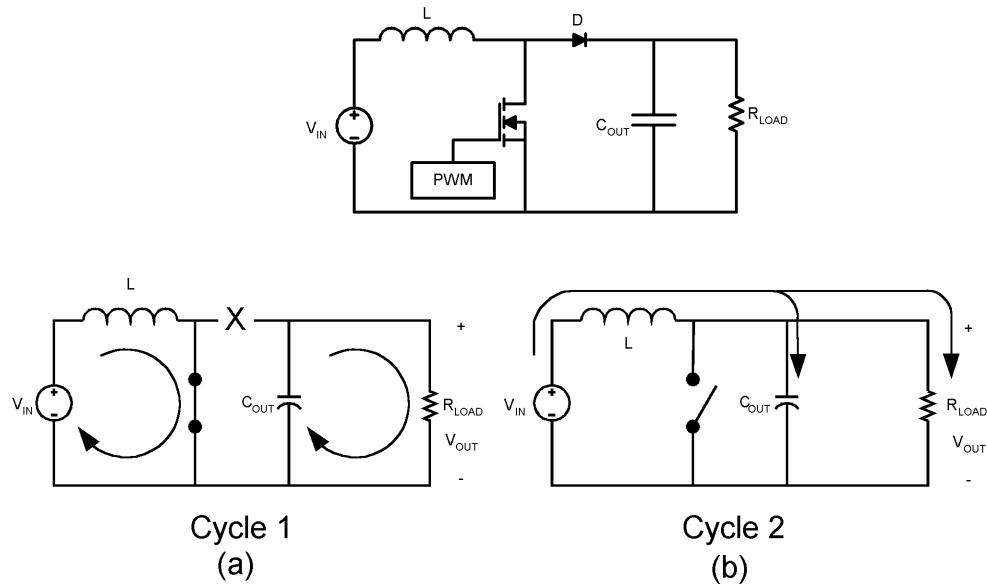 L
D
+
-
V_IN
C_OUT
R_LOAD
PWM
L
X
+
+
-
V_IN
C_OUT
R_LOAD
V_OUT
-
Cycle 1
(a)
L
+
+
-
V_IN
C_OUT
R_LOAD
V_OUT
-
Cycle 2
(b)